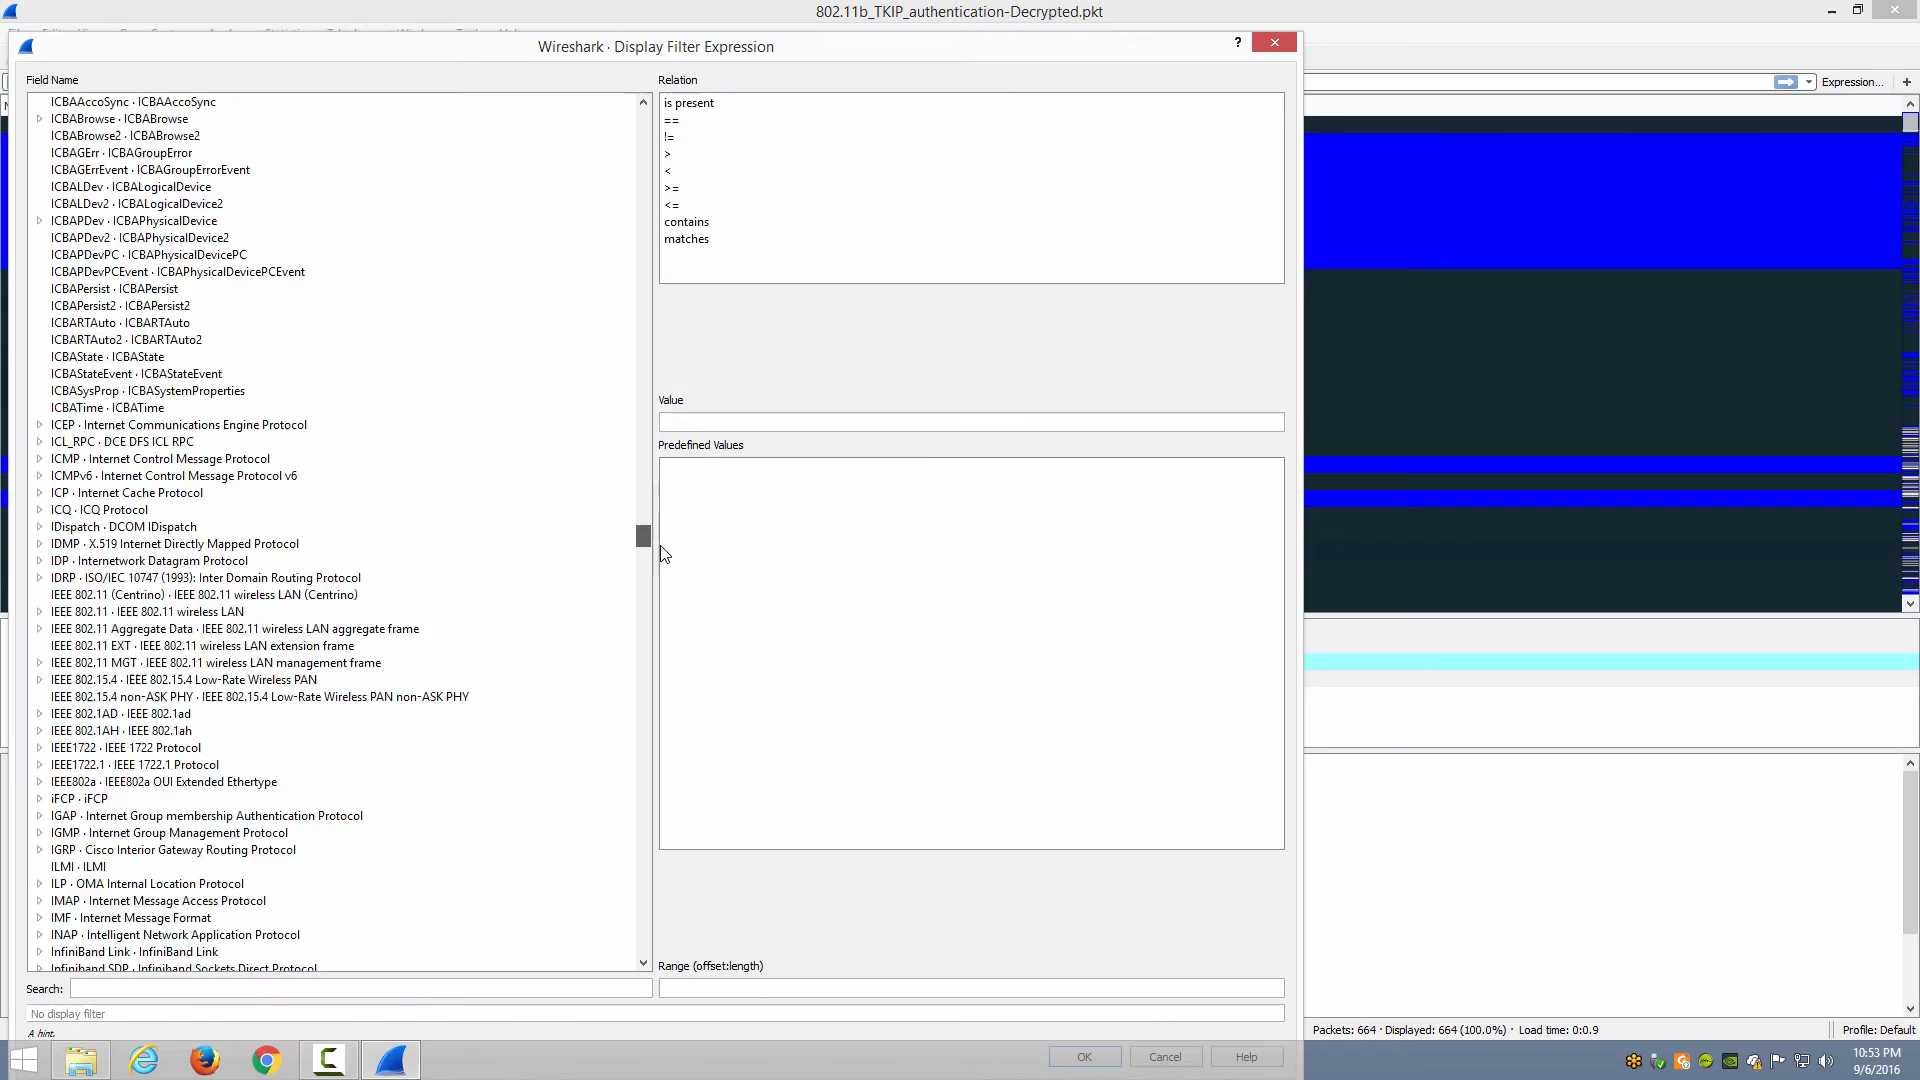 802.11b_TKIP_authentication-Decrypted.pkt
Wireshark · Display Filter Expression
?
Field Name
Relation
Expression...
ICBAAccoSync · ICBAAccoSync
ICBABrowse · ICBABrowse
ICBABrowse2 · ICBABrowse2
ICBAGErr · ICBAGroupError
ICBAGErrEvent · ICBAGroupErrorEvent
ICBALDev · ICBALogicalDevice
ICBALDev2 · ICBALogicalDevice2
ICBAPDev · ICBAPhysicalDevice
ICBAPDev2 · ICBAPhysicalDevice2
ICBAPDevPC · ICBAPhysicalDevicePC
ICBAPDevPCEvent · ICBAPhysicalDevicePCEvent
ICBAPersist · ICBAPersist
ICBAPersist2 · ICBAPersist2
ICBARTAuto · ICBARTAuto
ICBARTAuto2 · ICBARTAuto2
ICBAState · ICBAState
ICBAStateEvent · ICBAStateEvent
ICBASysProp · ICBASystemProperties
ICBATime · ICBATime
ICEP · Internet Communications Engine Protocol
ICL_RPC · DCE DFS ICL RPC
ICMP · Internet Control Message Protocol
ICMPv6 · Internet Control Message Protocol v6
ICP · Internet Cache Protocol
ICQ · ICQ Protocol
IDispatch · DCOM IDispatch
IDMP · X.519 Internet Directly Mapped Protocol
IDP · Internetwork Datagram Protocol
IDRP · ISO/IEC 10747 (1993): Inter Domain Routing Protocol
IEEE 802.11 (Centrino) · IEEE 802.11 wireless LAN (Centrino)
IEEE 802.11 · IEEE 802.11 wireless LAN
IEEE 802.11 Aggregate Data · IEEE 802.11 wireless LAN aggregate frame
IEEE 802.11 EXT · IEEE 802.11 wireless LAN extension frame
IEEE 802.11 MGT · IEEE 802.11 wireless LAN management frame
IEEE 802.15.4 · IEEE 802.15.4 Low-Rate Wireless PAN
IEEE 802.15.4 non-ASK PHY · IEEE 802.15.4 Low-Rate Wireless PAN non-ASK PHY
IEEE 802.1AD · IEEE 802.1ad
IEEE 802.1AH · IEEE 802.1ah
IEEE1722 · IEEE 1722 Protocol
IEEE1722.1 · IEEE 1722.1 Protocol
IEEE802a · IEEE802a OUI Extended Ethertype
iFCP · iFCP
IGAP · Internet Group membership Authentication Protocol
IGMP · Internet Group Management Protocol
IGRP · Cisco Interior Gateway Routing Protocol
ILMI · ILMI
ILP · OMA Internal Location Protocol
IMAP · Internet Message Access Protocol
IMF · Internet Message Format
INAP · Intelligent Network Application Protocol
InfiniBand Link · InfiniBand Link
Infiniband SDP · Infiniband Sockets Direct Protocol
is present
==
!=
>
<
>=
<=
contains
matches
Value
Predefined Values
Range (offset:length)
Search:
No display filter
A hint.
OK
Cancel
Help
Packets: 664 · Displayed: 664 (100.0%) · Load time: 0:0.9
Profile: Default
10:53 PM
9/6/2016